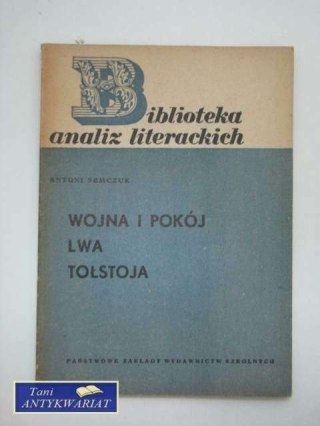 Biblioteka
analiz literackich
ANTONI SEMCZUK
WOJNA I POKÓJ
LWA
TOŁSTOJA
PAŃSTWOWE ZAKŁADY WYDAWNICTW SZKOLNYCH
Tani
ANTYKWARIAT